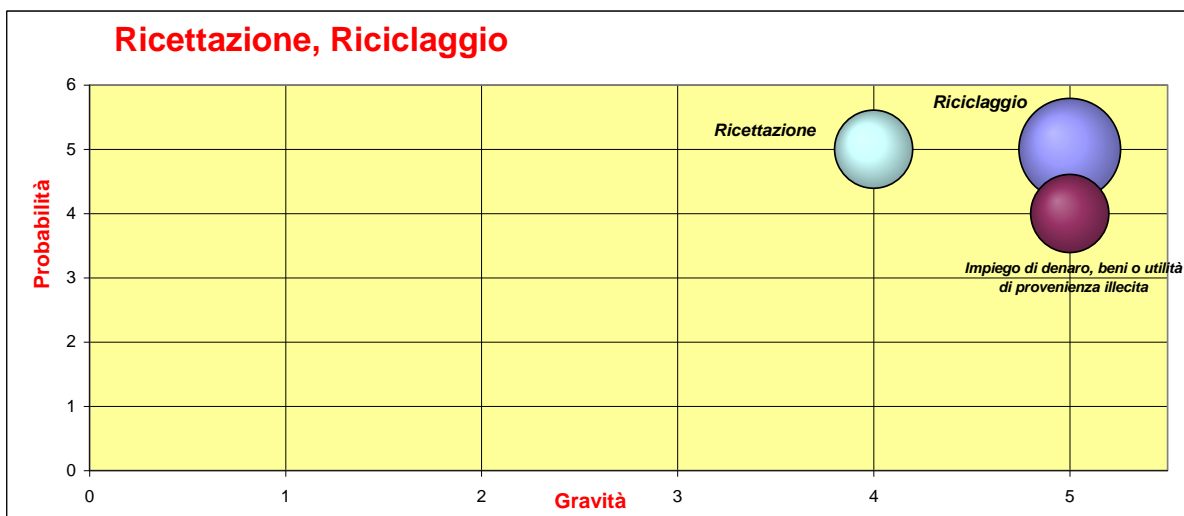 Ricettazione, Riciclaggio
6
5
4
3
2
1
0
Probabilità
Riciclaggio
Ricettazione
Impiego di denaro, beni o utilità
di provenienza illecita
0 1 2 3 4 5
Gravità